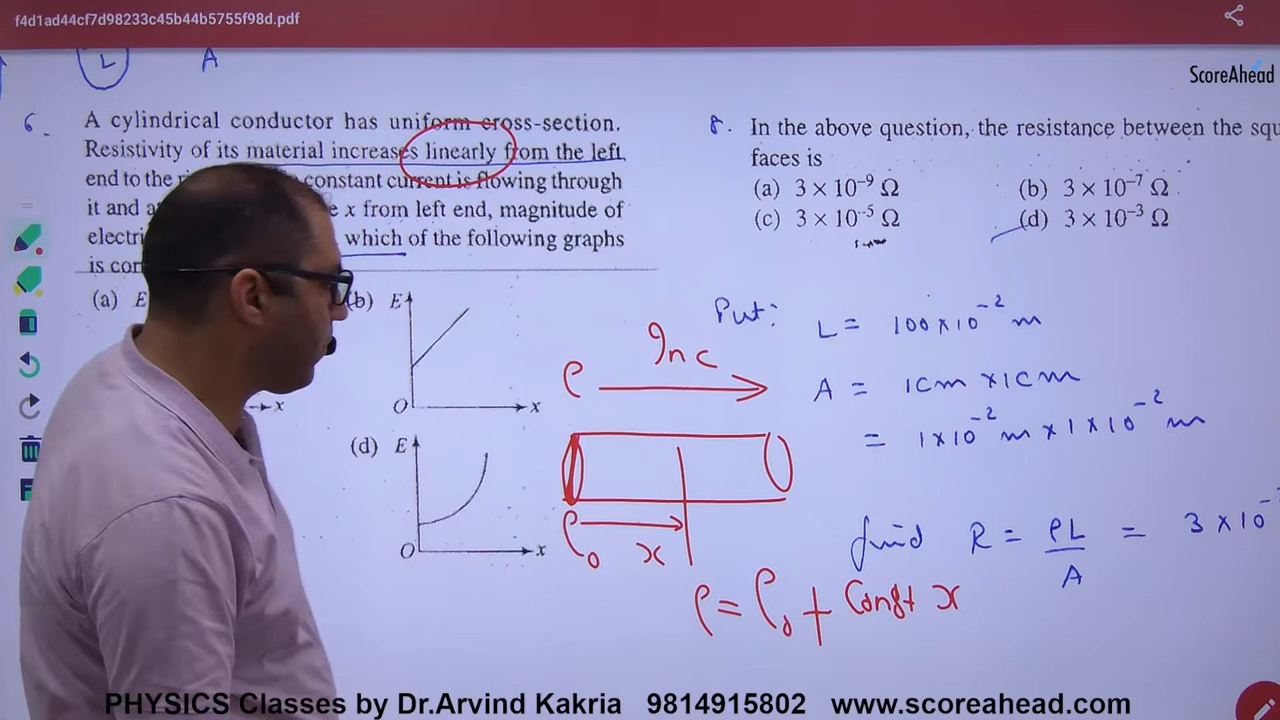 f4d1ad44cf7d98233c45b44b5755f98d.pdf
ScoreAhead
L A
6.
A cylindrical conductor has uniform cross-section.
Resistivity of its material increases linearly from the left
end to the constant current is flowing through
it and x from left end, magnitude of
which of the following graphs
is
(a) E
(b) E
O x
x
(d) E
O x
8. In the above question, the resistance between the
faces is
(a) 3 × 10⁻⁹ Ω (b) 3 × 10⁻⁷ Ω
(c) 3 × 10⁻⁵ Ω (d) 3 × 10⁻³ Ω
Put: L = 100×10⁻² m
A = 1cm × 1cm
= 1×10⁻² m × 1×10⁻² m
find R = ρL/A = 3×10
ρ Inc
ρ₀ x
ρ = ρ₀ + Const x
PHYSICS Classes by Dr.Arvind Kakria 9814915802 www.scoreahead.com